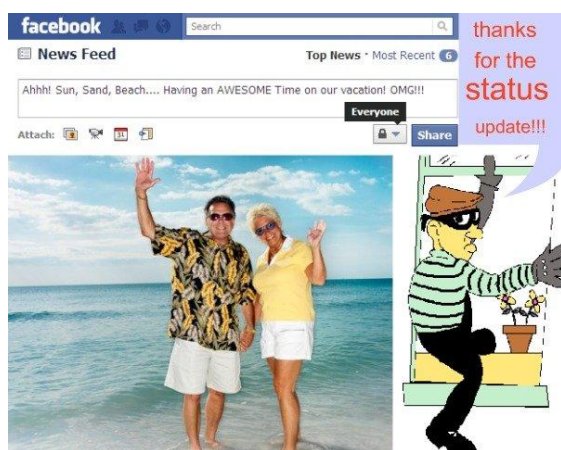 facebook
Search
News Feed
Top News · Most Recent 6
Ahhh! Sun, Sand, Beach.... Having an AWESOME Time on our vacation! OMG!!!
Everyone
Attach: 31
Share
thanks
for the
status
update!!!